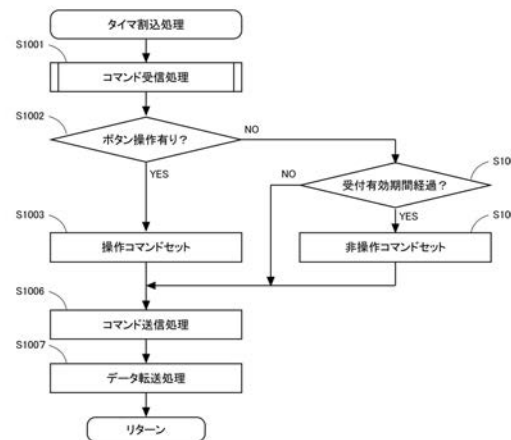 タイマ割込処理
S1001
コマンド受信処理
S1002
ボタン操作有り?
NO
YES
S100
受付有効期間経過?
NO
YES
S1003
操作コマンドセット
S100
非操作コマンドセット
S1006
コマンド送信処理
S1007
データ転送処理
リターン